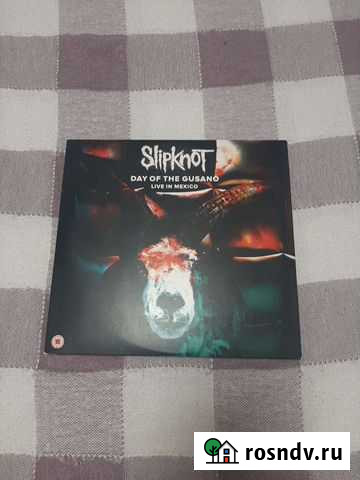 SLIPKNOT
DAY OF THE GUSANO
LIVE IN MEXICO
rosndv.ru